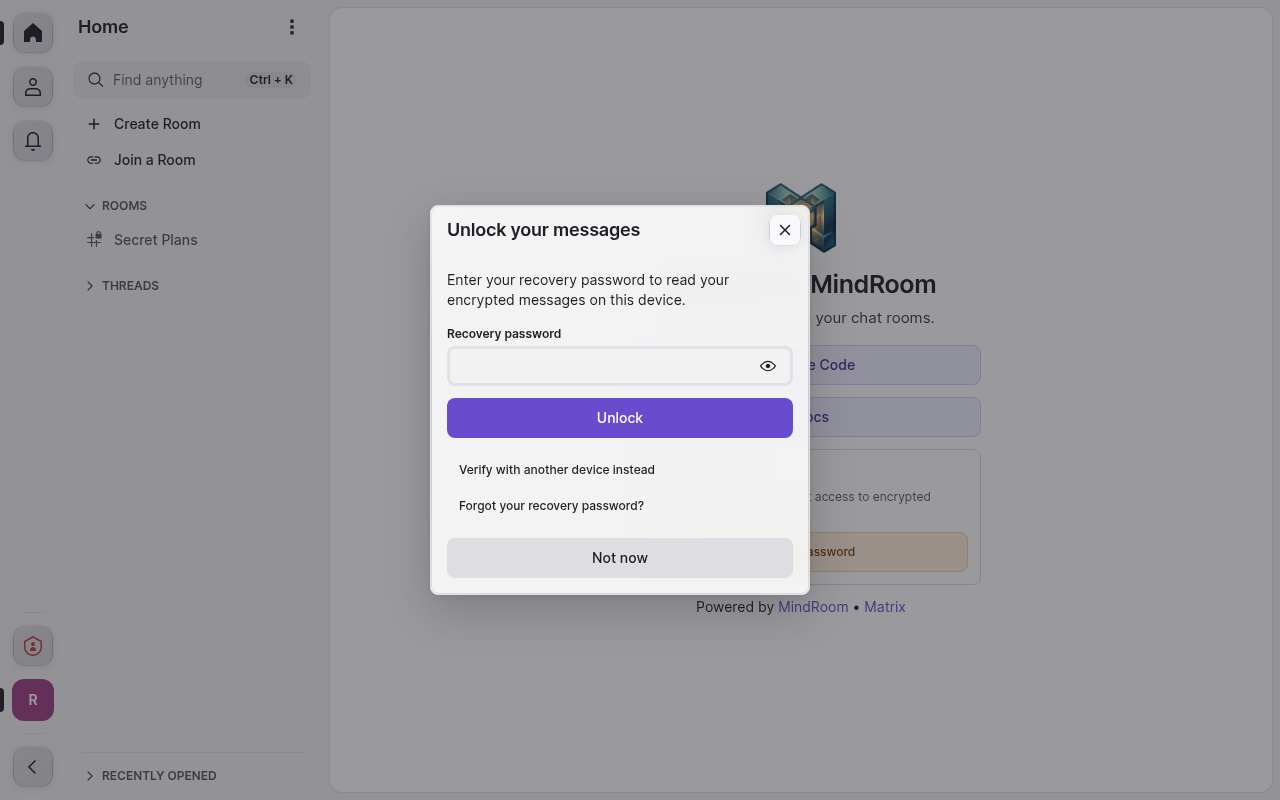 Home
Find anything
Ctrl + K
Create Room
Join a Room
ROOMS
Secret Plans
THREADS
RECENTLY OPENED
R
Unlock your messages
Enter your recovery password to read your
encrypted messages on this device.
Recovery password
Unlock
Verify with another device instead
Forgot your recovery password?
Not now
MindRoom
your chat rooms.
Code
access to encrypted
Powered by MindRoom • Matrix